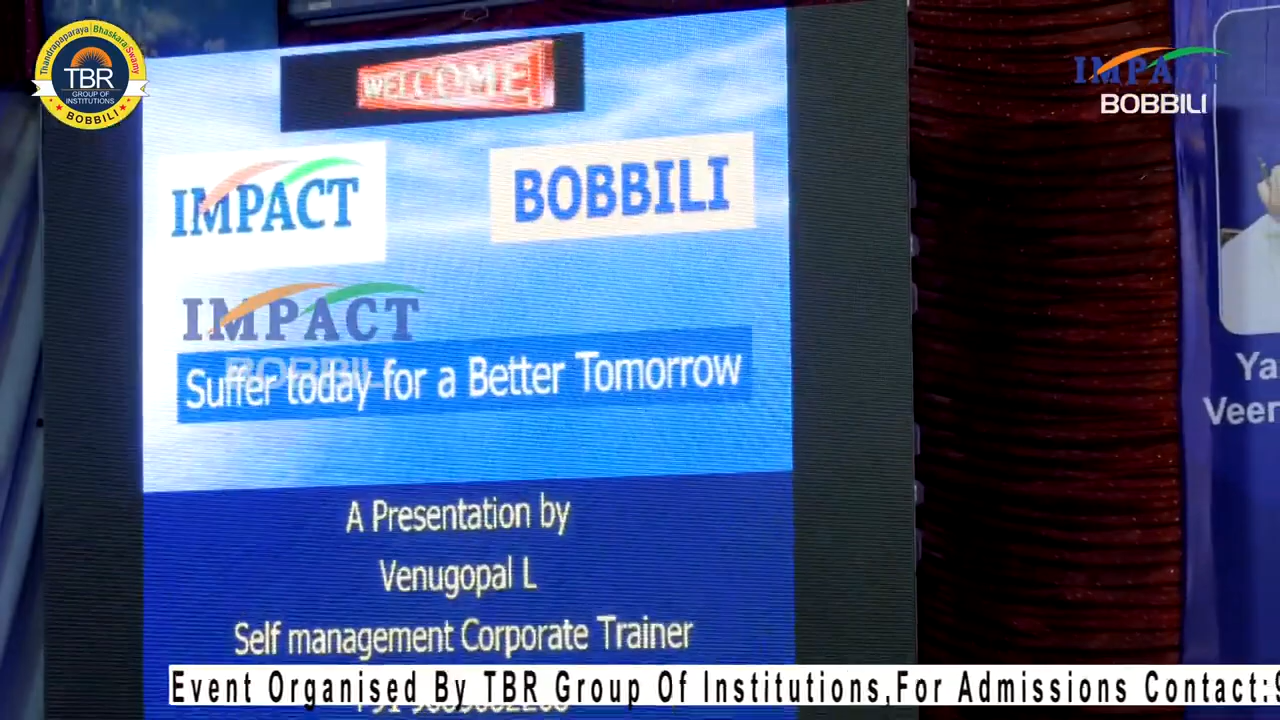 Thandrapaparaya Bhaskara Swamy
TBR
GROUP OF
INSTITUTIONS
BOBBILI
WELCOME
IMPACT
BOBBILI
IMPACT
BOBBILI
IMPACT
BOBBILI
Suffer today for a Better Tomorrow
A Presentation by
Venugopal L
Self management Corporate Trainer
Event Organised By TBR Group Of Institutions,For Admissions Contact:9
Ya
Veer